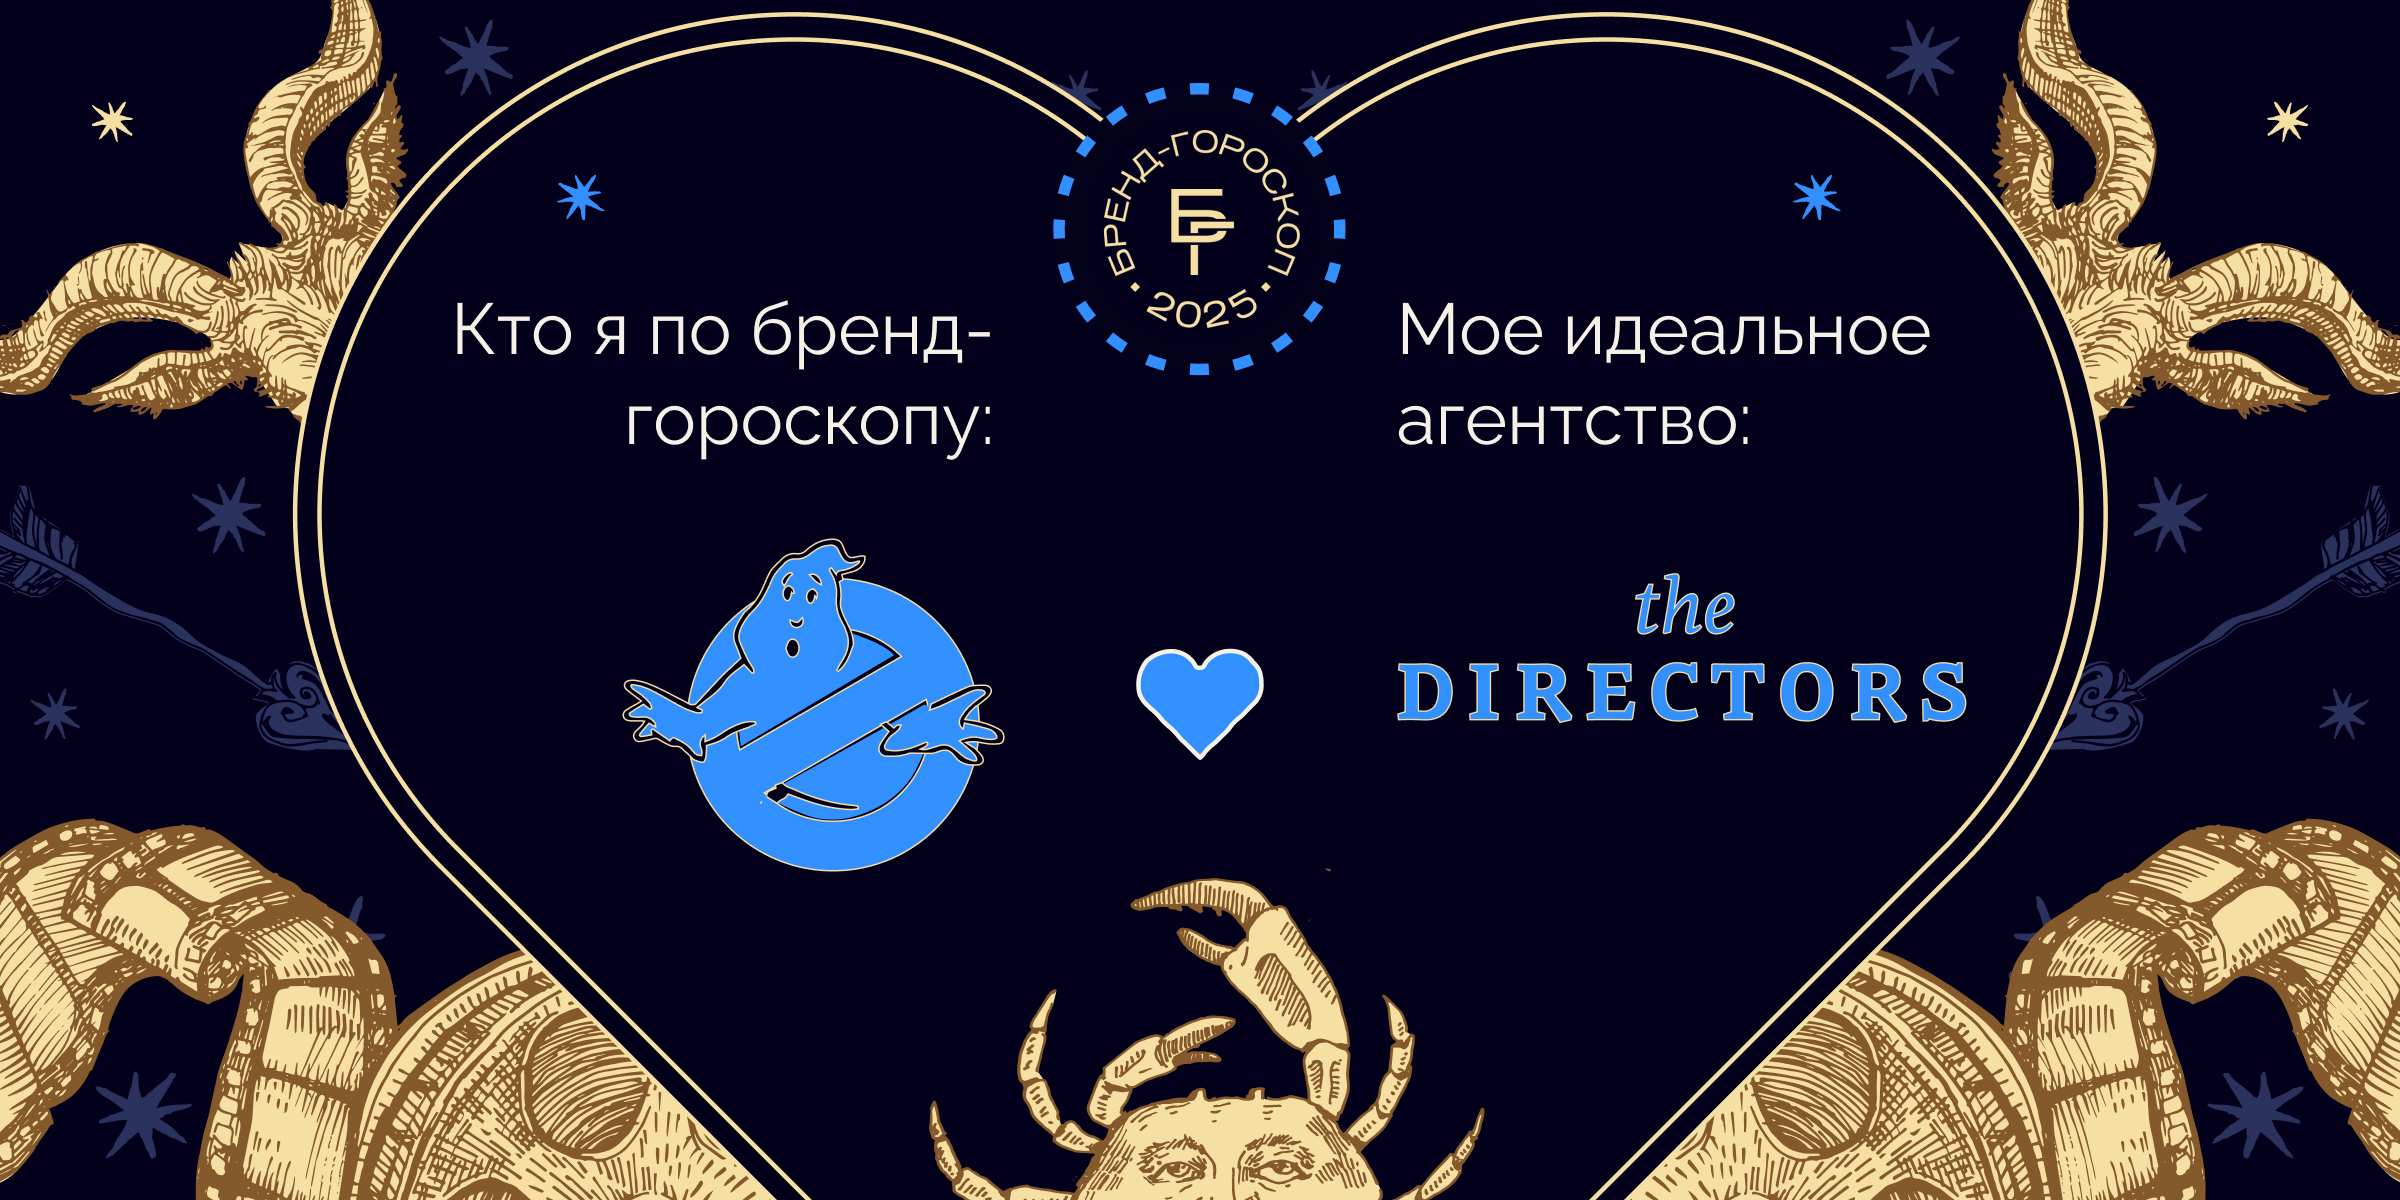 БРЕНД-ГОРОСКОП
БГ
• 2025 •
Кто я по бренд-
гороскопу:
Мое идеальное
агентство:
the
DIRECTORS